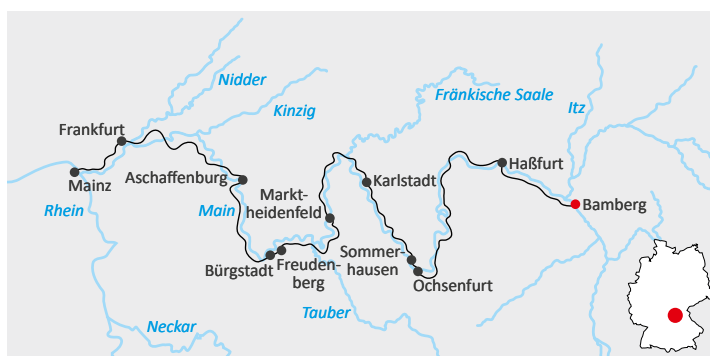 Nidder
Fränkische Saale
Kinzig
Itz
Frankfurt
Haßfurt
Mainz
Aschaffenburg
Karlstadt
Rhein
Main
Markt-
heidenfeld
Bamberg
Bürgstadt
Freuden-
berg
Sommer-
hausen
Ochsenfurt
Tauber
Neckar